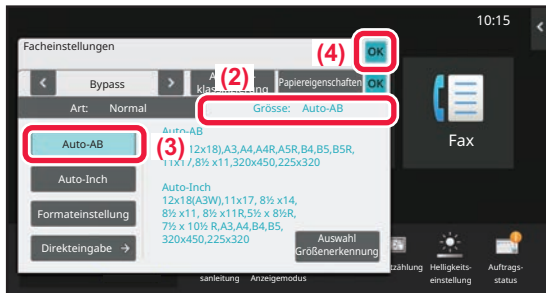 10:15
Facheinstellungen
(4)
OK
Bypass
(2)
Papiereigenschaften
OK
Art: Normal
Grösse: Auto-AB
Auto-AB
(3)
Auto-AB
12x18),A3,A4,A4R,A5R,B4,B5,B5R,
11x17,8½ x11,320x450,225x320
Auto-Inch
Auto-Inch
12x18(A3W),11x17, 8½ x14,
8½ x11, 8½ x11R,5½ x 8½R,
7½ x 10½ R,A3,A4,B4,B5,
320x450,225x320
Formateinstellung
Direkteingabe →
Auswahl
Größenerkennung
Fax
sanleitung
Anzeigemodus
tzählung
Helligkeits-
einstellung
Auftrags-
status